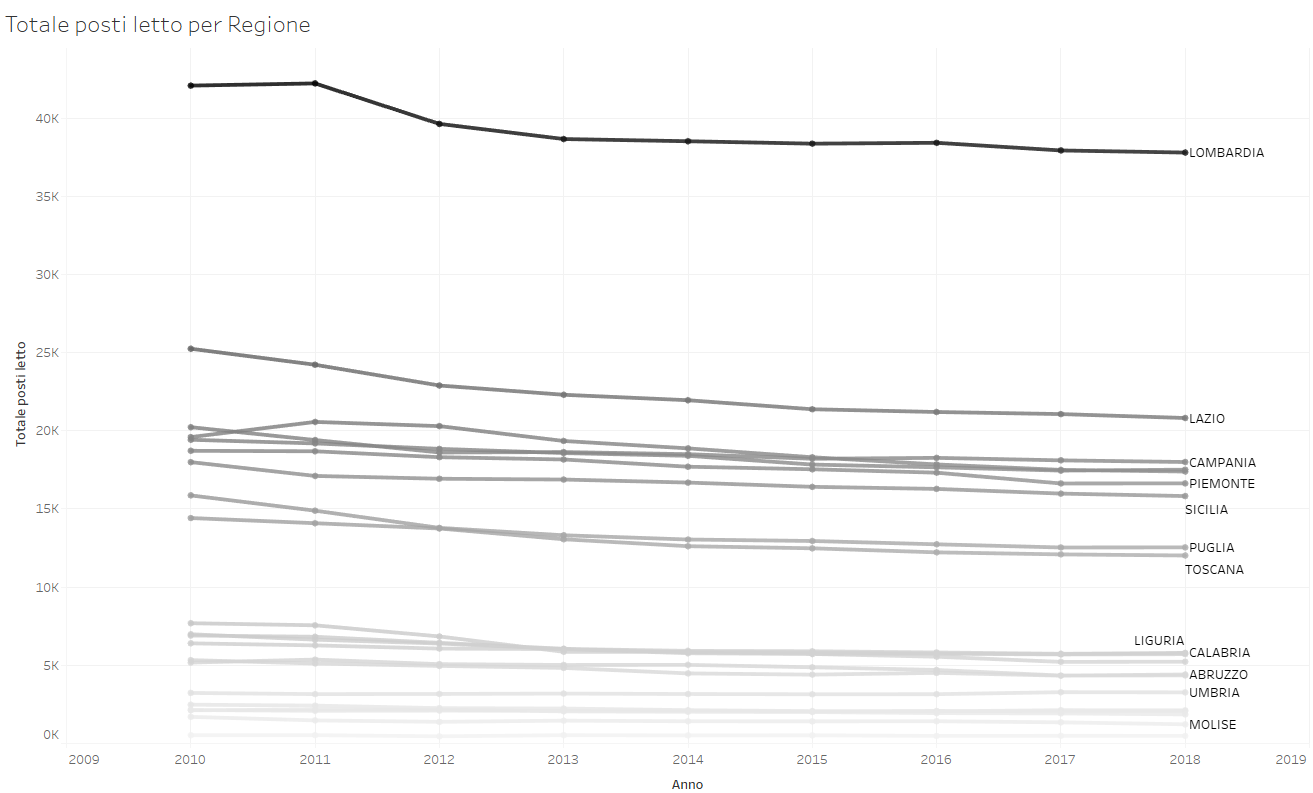 Totale posti letto per Regione
Totale posti letto
40K
35K
30K
25K
20K
15K
10K
5K
0K
LOMBARDIA
LAZIO
CAMPANIA
PIEMONTE
SICILIA
PUGLIA
TOSCANA
LIGURIA
CALABRIA
ABRUZZO
UMBRIA
MOLISE
2009 2010 2011 2012 2013 2014 2015 2016 2017 2018 2019
Anno